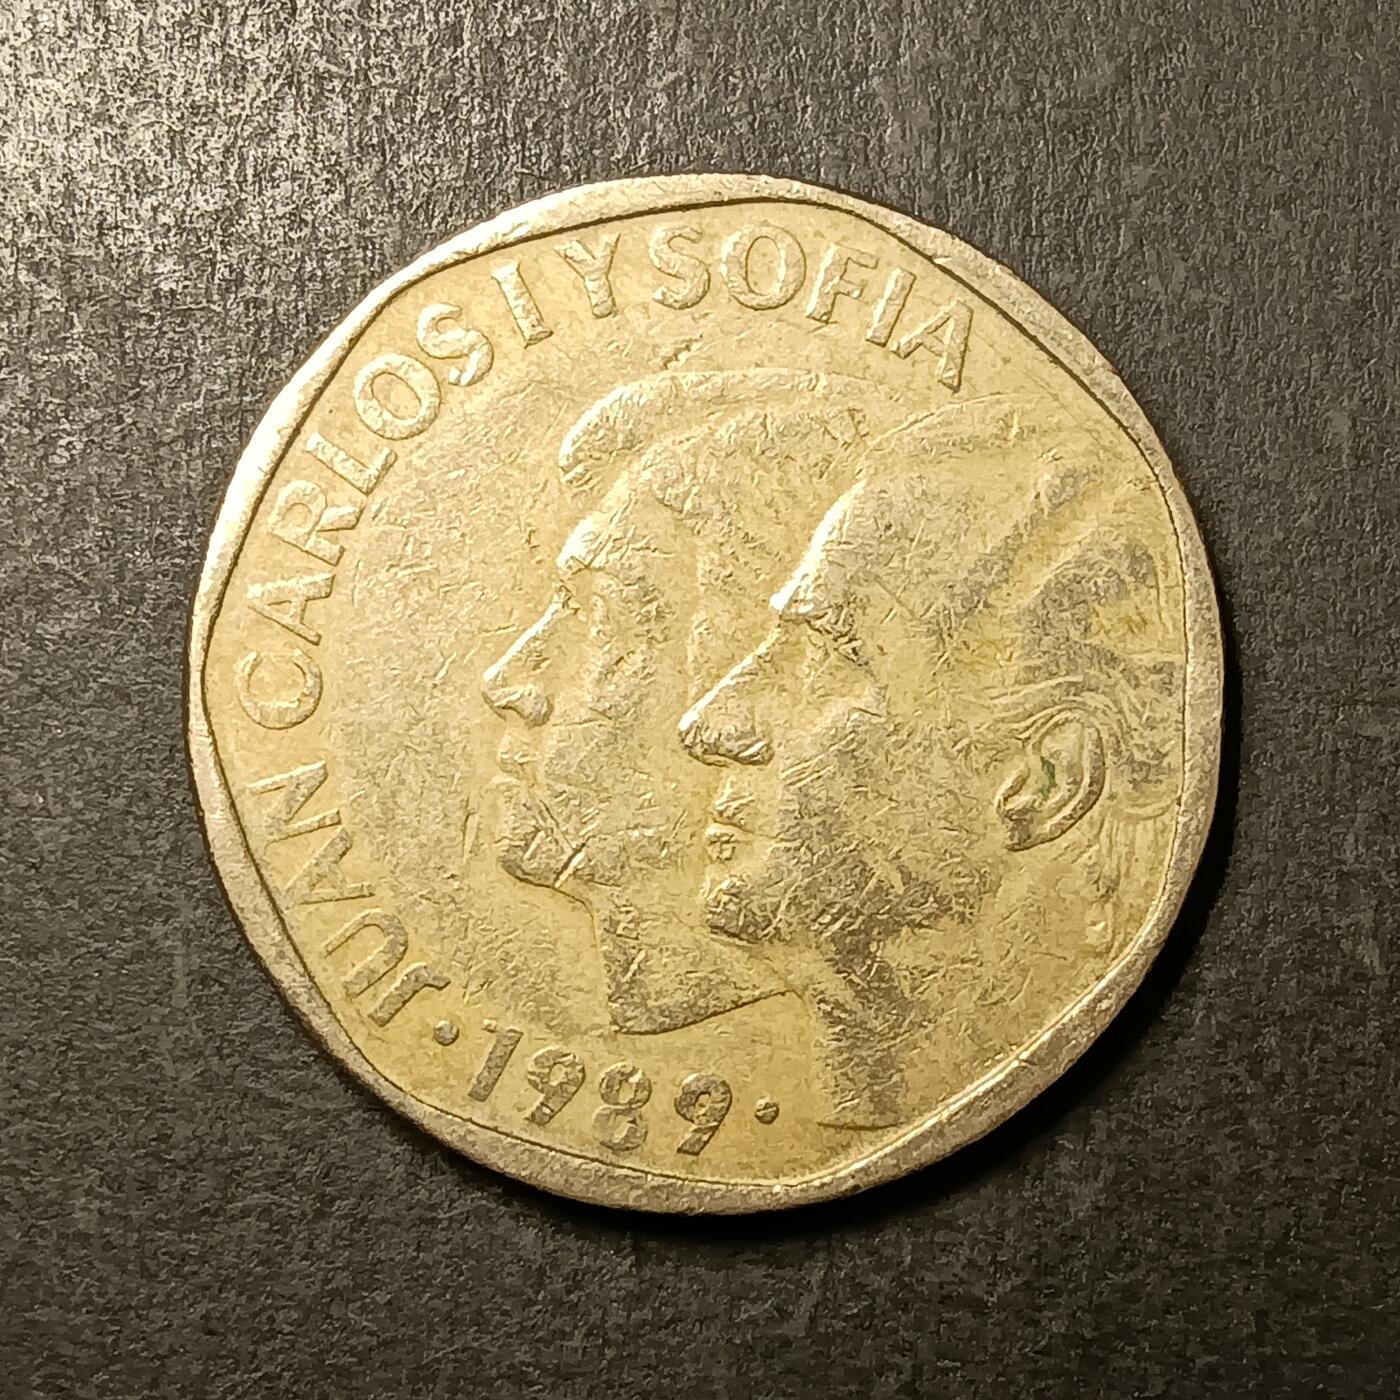 JUAN CARLOS I Y SOFIA
· 1989 ·